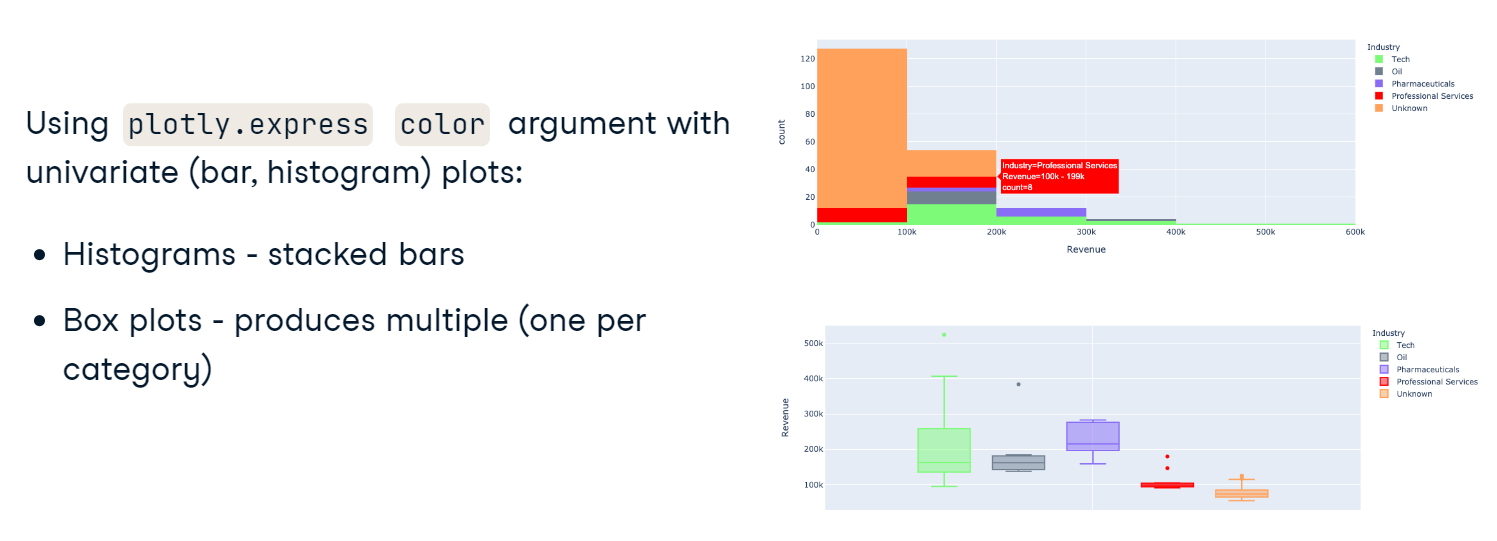 Using plotly.express color argument with
univariate (bar, histogram) plots:
• Histograms - stacked bars
• Box plots - produces multiple (one per
category)
120
100
80
60
40
20
0
count
0
100k
200k
300k
400k
500k
600k
Revenue
Industry=Professional Services
Revenue=100k - 199k
count=8
Industry
Tech
Oil
Pharmaceuticals
Professional Services
Unknown
500k
400k
300k
200k
100k
Revenue
Industry
Tech
Oil
Pharmaceuticals
Professional Services
Unknown